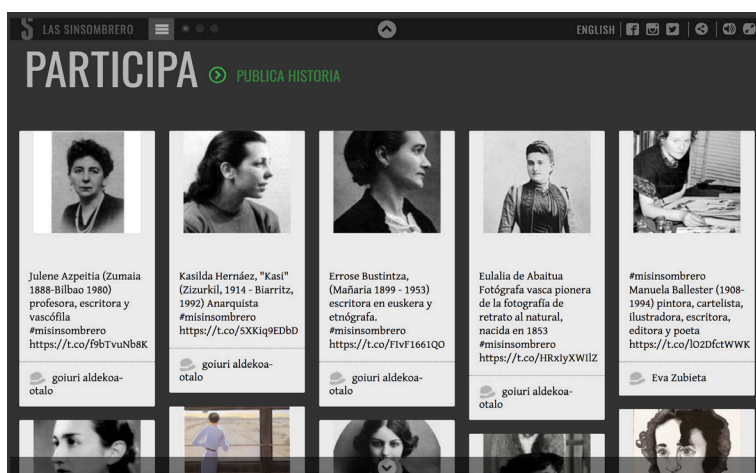 LAS SINSOMBRERO
ENGLISH
PARTICIPA
PUBLICA HISTORIA
Julene Azpeitia (Zumaia
1888-Bilbao 1980)
profesora, escritora y
vascófila
#misinsombrero
https://t.co/f9bTvuNb8K
goiuri aldekoa-
otalo
Kasilda Hernáez, "Kasi"
(Zizurkil, 1914 - Biarritz,
1992) Anarquista
#misinsombrero
https://t.co/5XKiq9EDbD
goiuri aldekoa-
otalo
Errose Bustintza,
(Mañaria 1899 - 1953)
escritora en euskera y
etnógrafa.
#misinsombrero
https://t.co/FIvF1661QO
goiuri aldekoa-
otalo
Eulalia de Abaitua
Fotógrafa vasca pionera
de la fotografía de
retrato al natural,
nacida en 1853
#misinsombrero
https://t.co/HRxIyXWIlZ
goiuri aldekoa-
otalo
#misinsombrero
Manuela Ballester (1908-
1994) pintora, cartelista,
ilustradora, escritora,
editora y poeta
https://t.co/lO2DfctWWK
Eva Zubieta